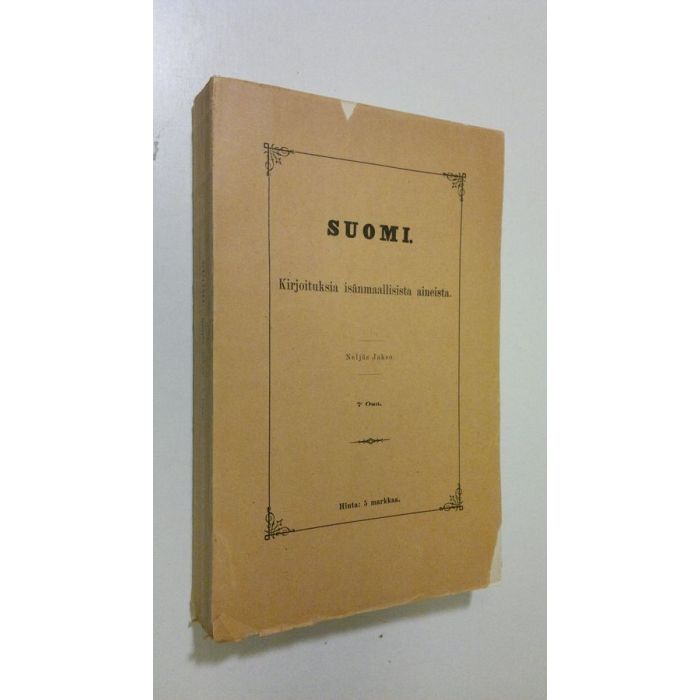 SUOMI.
Kirjoituksia isänmaallisista aineista.
Neljäs Jakso.
7 Osa.
Hinta: 5 markkaa.